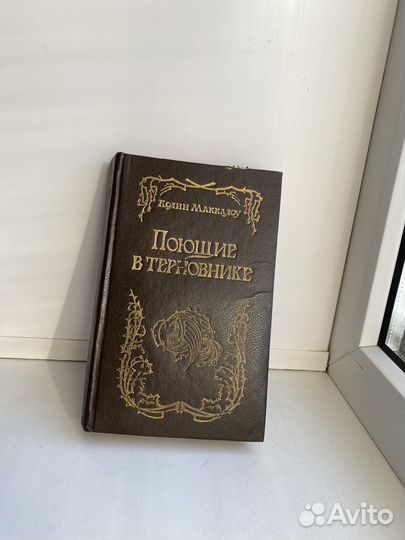 Колин Маккалоу
Поющие
в терновнике
Avito